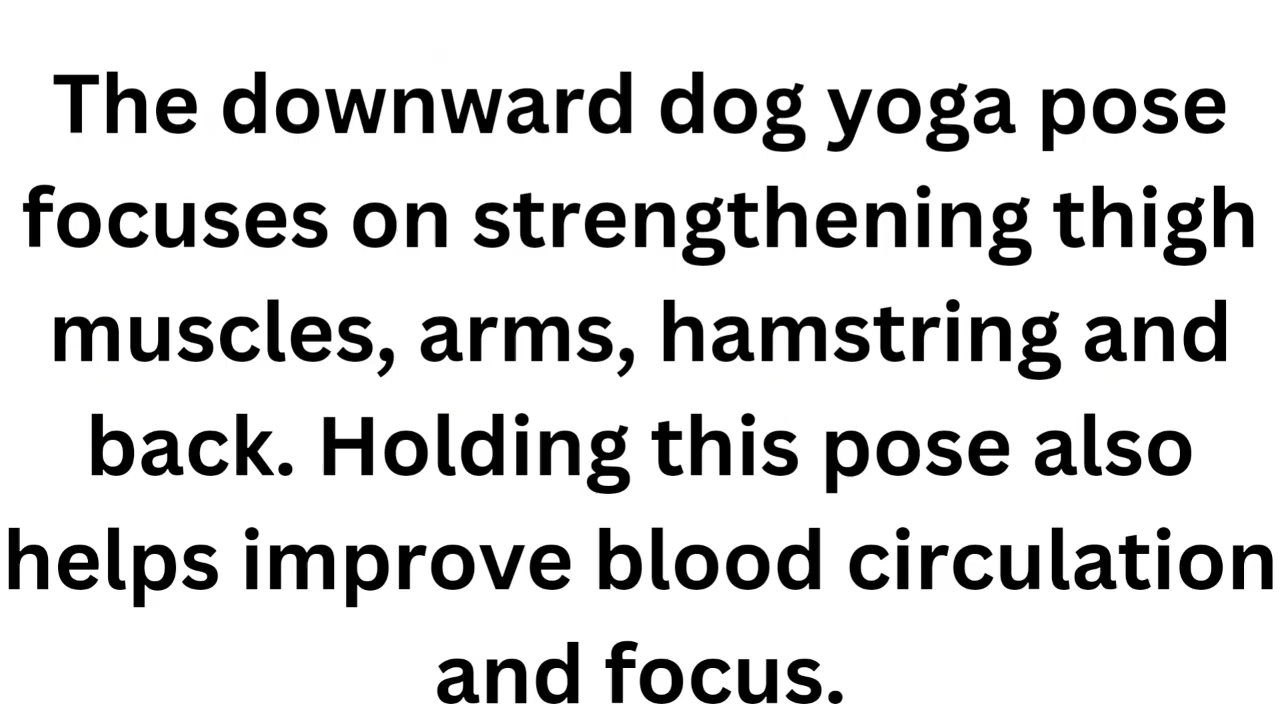 The downward dog yoga pose
focuses on strengthening thigh
muscles, arms, hamstring and
back. Holding this pose also
helps improve blood circulation
and focus.